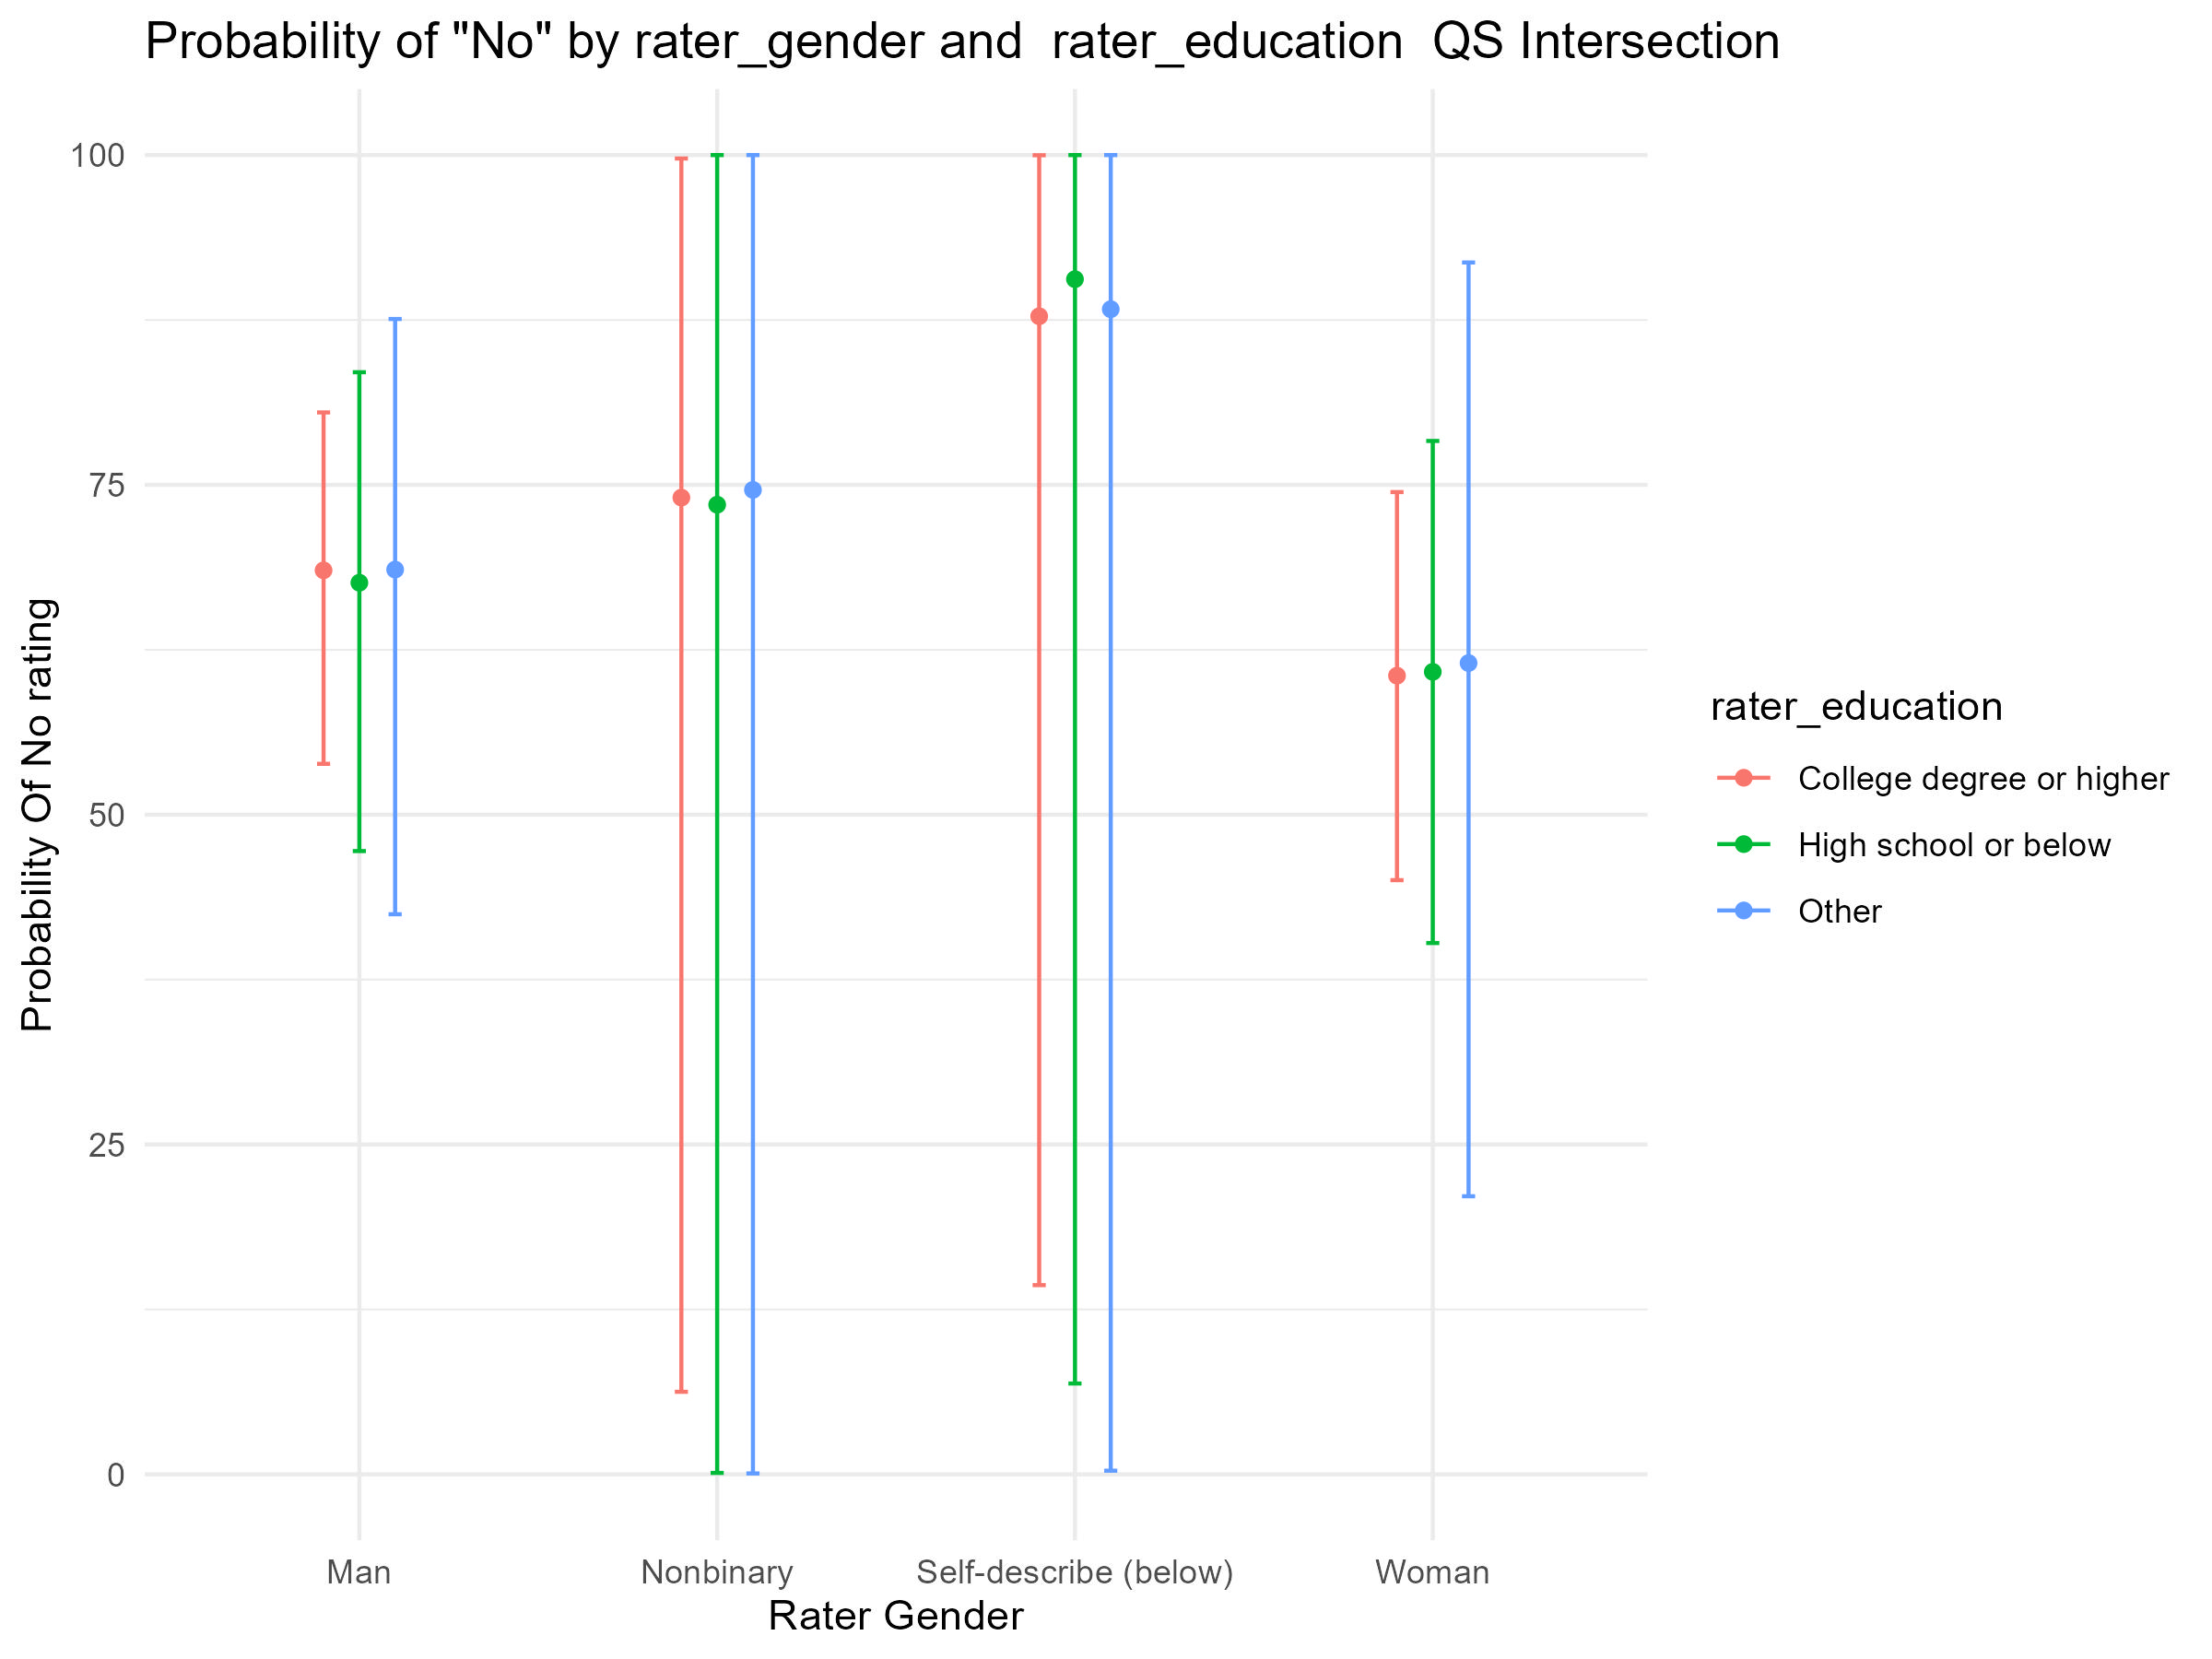 Probability of "No" by rater_gender and  rater_education  QS Intersection
100
75
50
25
0
Probability Of No rating
Man
Nonbinary
Self-describe (below)
Woman
Rater Gender
rater_education
College degree or higher
High school or below
Other